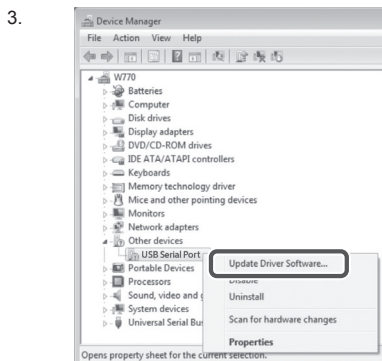 3.
Device Manager
File Action View Help
W770
Batteries
Computer
Disk drives
Display adapters
DVD/CD-ROM drives
IDE ATA/ATAPI controllers
Keyboards
Memory technology driver
Mice and other pointing devices
Monitors
Network adapters
Other devices
USB Serial Port
Update Driver Software...
Portable Devices
Disable
Processors
Uninstall
Sound, video and g
System devices
Scan for hardware changes
Universal Serial Bus
Properties
Opens property sheet for the current selection.